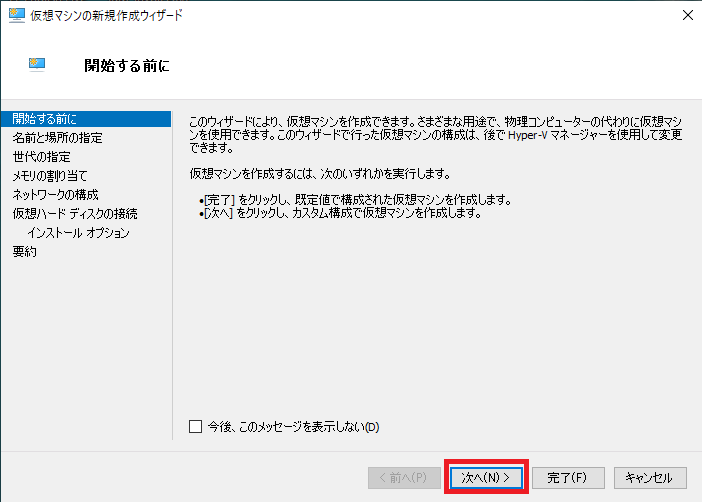 仮想マシンの新規作成ウィザード
開始する前に
開始する前に
名前と場所の指定
世代の指定
メモリの割り当て
ネットワークの構成
仮想ハード ディスクの接続
インストール オプション
要約
このウィザードにより、仮想マシンを作成できます。さまざまな用途で、物理コンピューターの代わりに仮想マシ
ンを使用できます。このウィザードで行った仮想マシンの構成は、後で Hyper-V マネージャーを使用して変更
できます。
仮想マシンを作成するには、次のいずれかを実行します。
•[完了] をクリックし、既定値で構成された仮想マシンを作成します。
•[次へ] をクリックし、カスタム構成で仮想マシンを作成します。
今後、このメッセージを表示しない(D)
< 前へ(P)
次へ(N) >
完了(F)
キャンセル